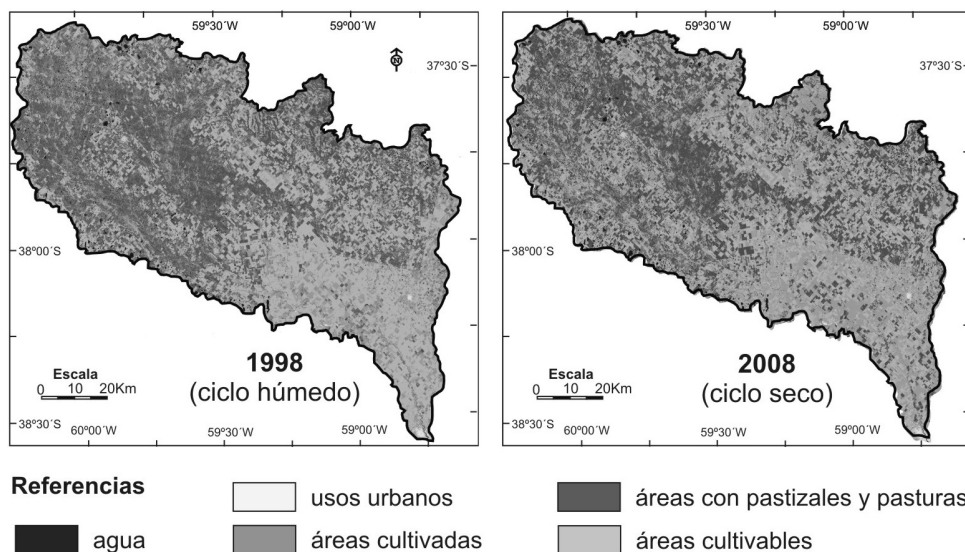 59°30´W 59°00´W
37°30´S
N
38°00´S
1998
(ciclo húmedo)
Escala
0 10 20Km
38°30´S
60°00´W 59°30´W 59°00´W
59°30´W 59°00´W
37°30´S
38°00´S
2008
(ciclo seco)
Escala
0 10 20Km
38°30´S
60°00´W 59°30´W 59°00´W
Referencias
usos urbanos
áreas con pastizales y pasturas
agua
áreas cultivadas
áreas cultivables